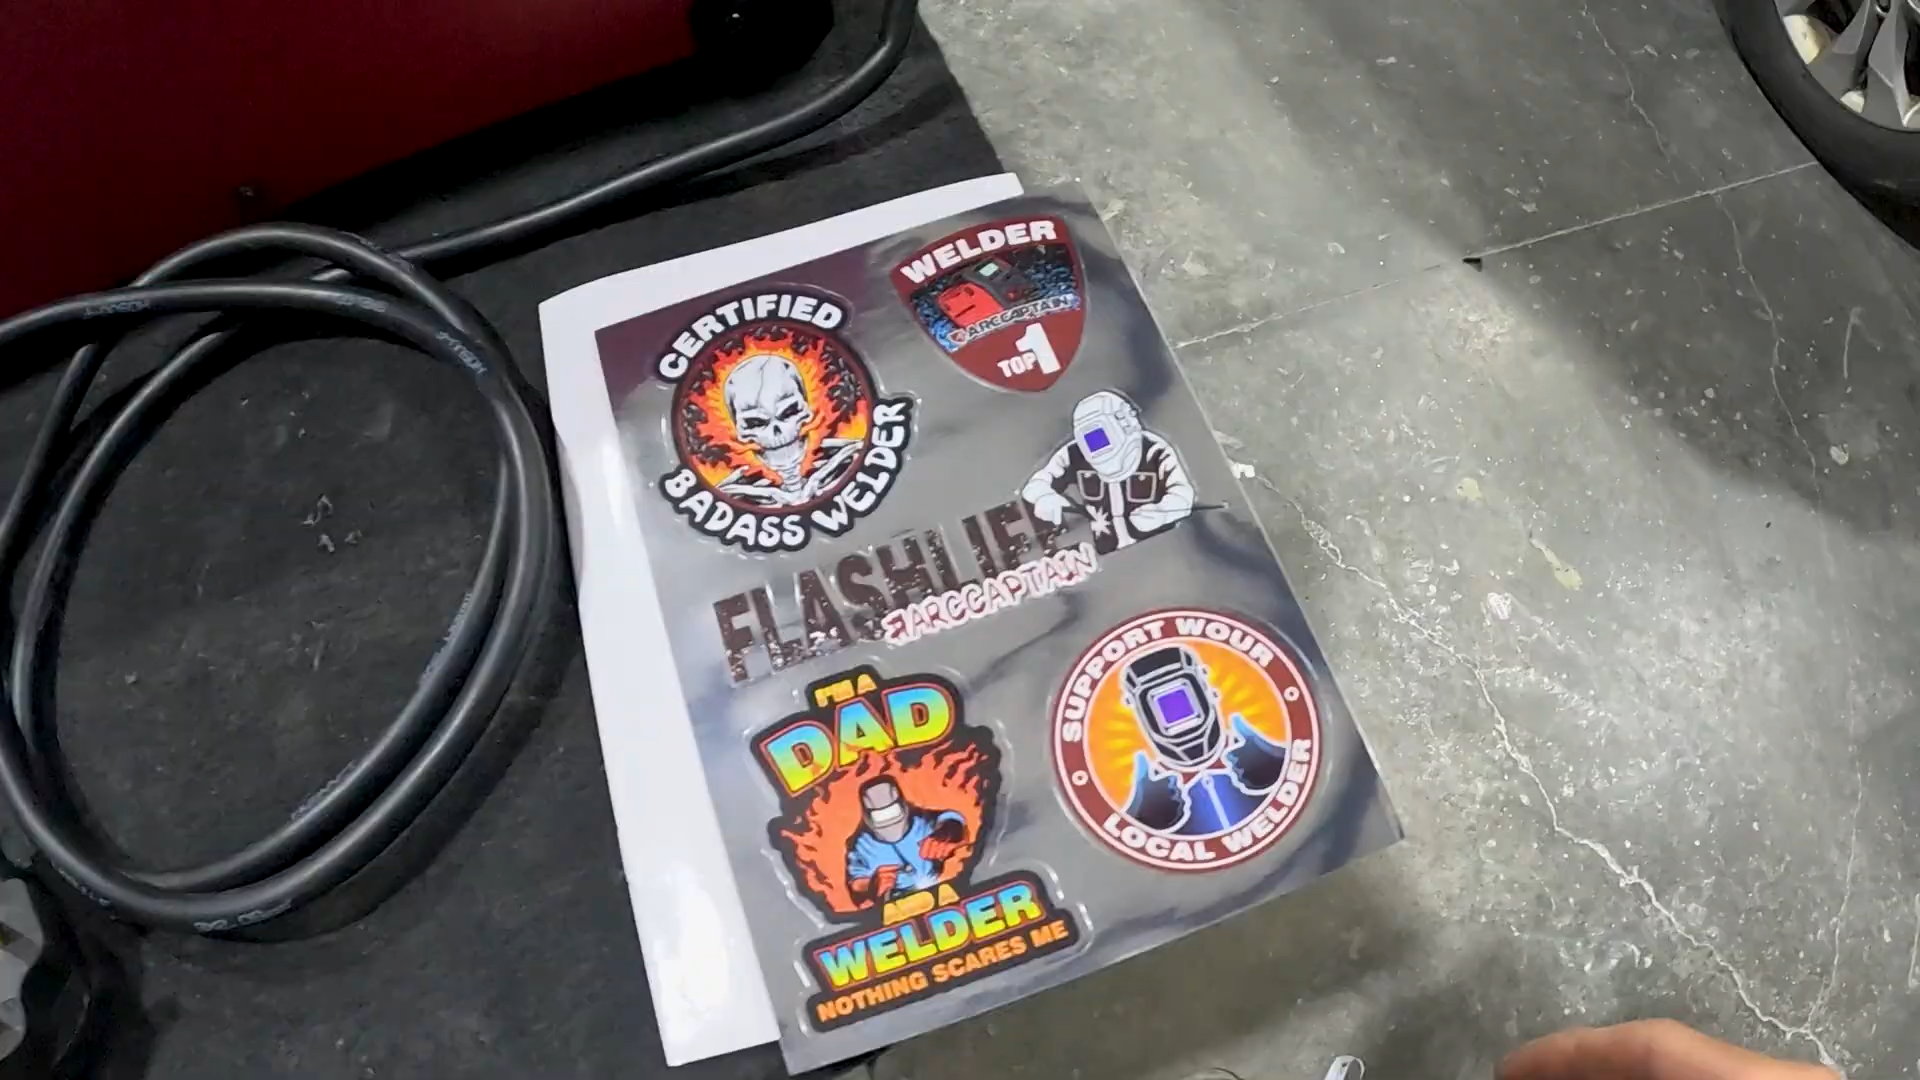 CERTIFIED
BADASS WELDER
WELDER
ARCCAPTAIN
TOP 1
FLASHLIFE
ARCCAPTAIN
I'M A
DAD
AND A
WELDER
NOTHING SCARES ME
SUPPORT WOUR
LOCAL WELDER